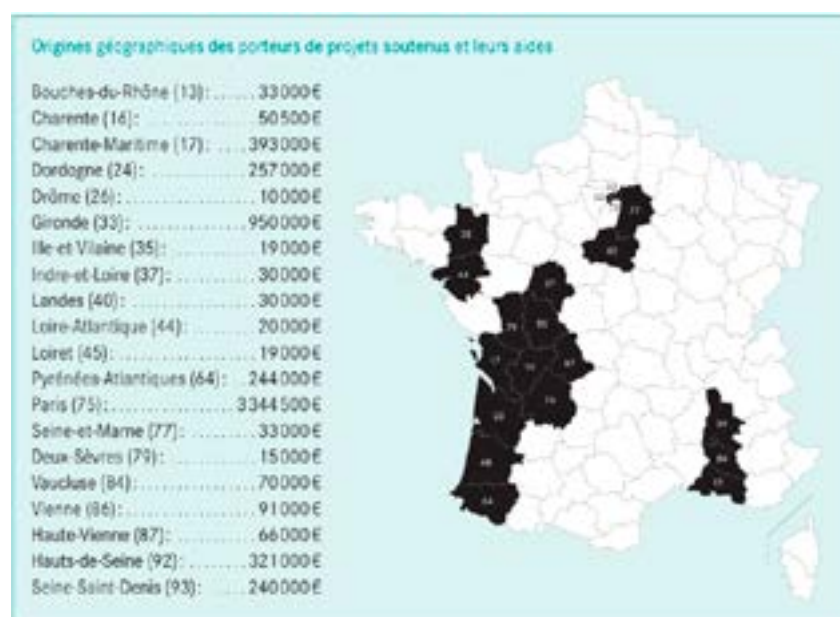 Origines géographiques des porteurs de projets soutenus et leurs aides
Bouches-du-Rhône (13): ...... 33 000 €
Charente (16): ............ 50 500 €
Charente-Maritime (17): .... 393 000 €
Dordogne (24): .......... 257 000 €
Drôme (26): ............. 10 000 €
Gironde (33): ........... 950 000 €
Ille et Vilaine (35): ......... 19 000 €
Indre-et-Loire (37): ......... 30 000 €
Landes (40): ............. 30 000 €
Loire-Atlantique (44): ....... 20 000 €
Loiret (45): .............. 19 000 €
Pyrénées-Atlantiques (64): 244 000 €
Paris (75): ............. 3 344 500 €
Seine-et-Marne (77): ........ 33 000 €
Deux-Sèvres (79): .......... 15 000 €
Vaucluse (84): ............ 70 000 €
Vienne (86): .............. 91 000 €
Haute-Vienne (87): ......... 66 000 €
Hauts-de-Seine (92): ...... 321 000 €
Seine-Saint-Denis (93): .... 240 000 €